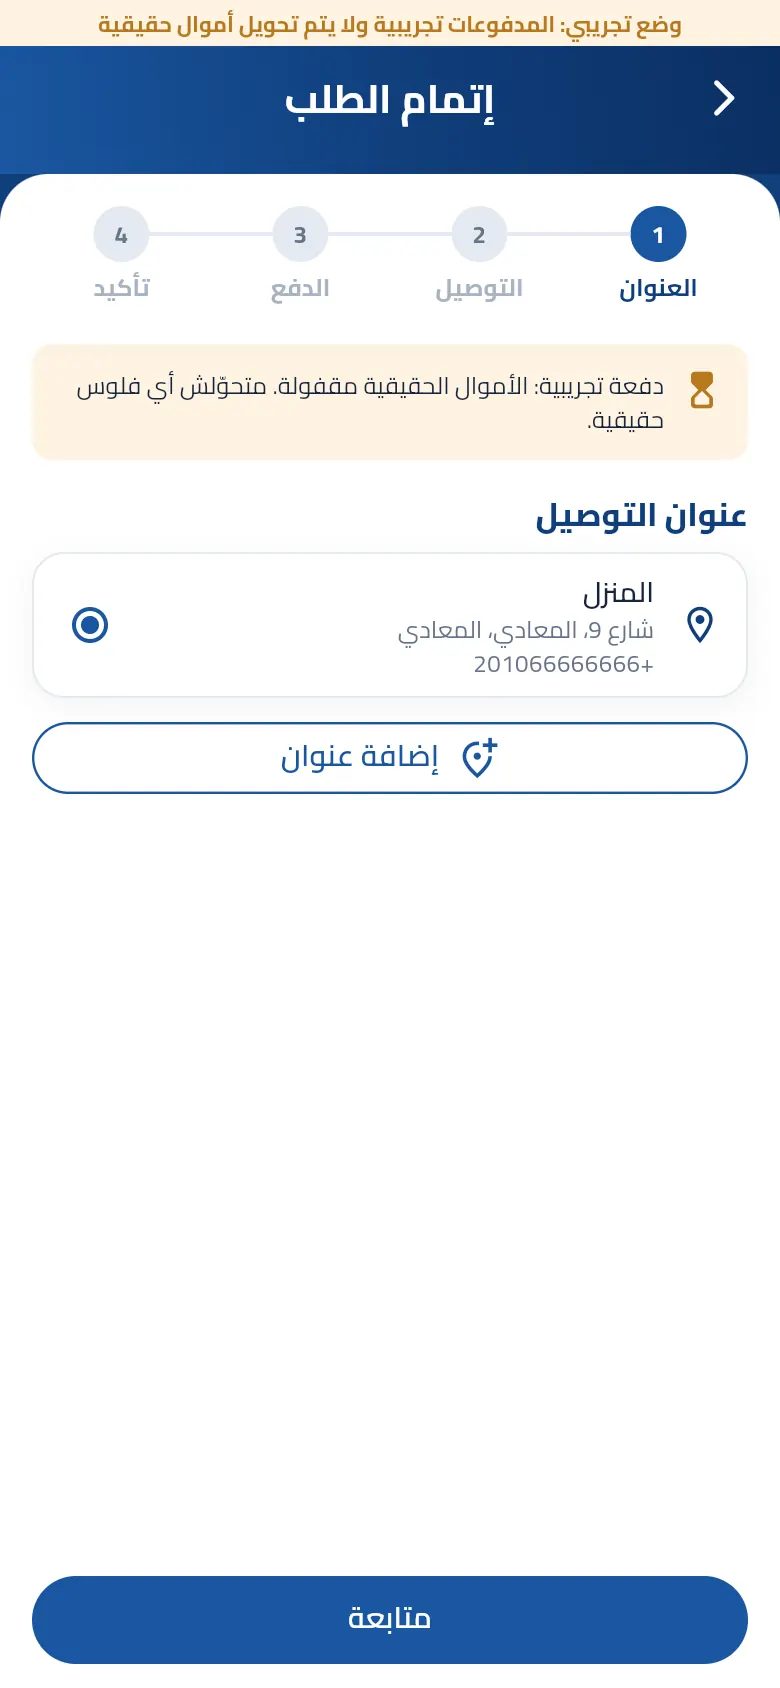 وضع تجريبي: المدفوعات تجريبية ولا يتم تحويل أموال حقيقية
إتمام الطلب
1
2
3
4
العنوان
التوصيل
الدفع
تأكيد
دفعة تجريبية: الأموال الحقيقية مقفولة. متحوّلش أي فلوس
حقيقية.
عنوان التوصيل
المنزل
شارع 9، المعادي، المعادي
201066666666+
إضافة عنوان
متابعة